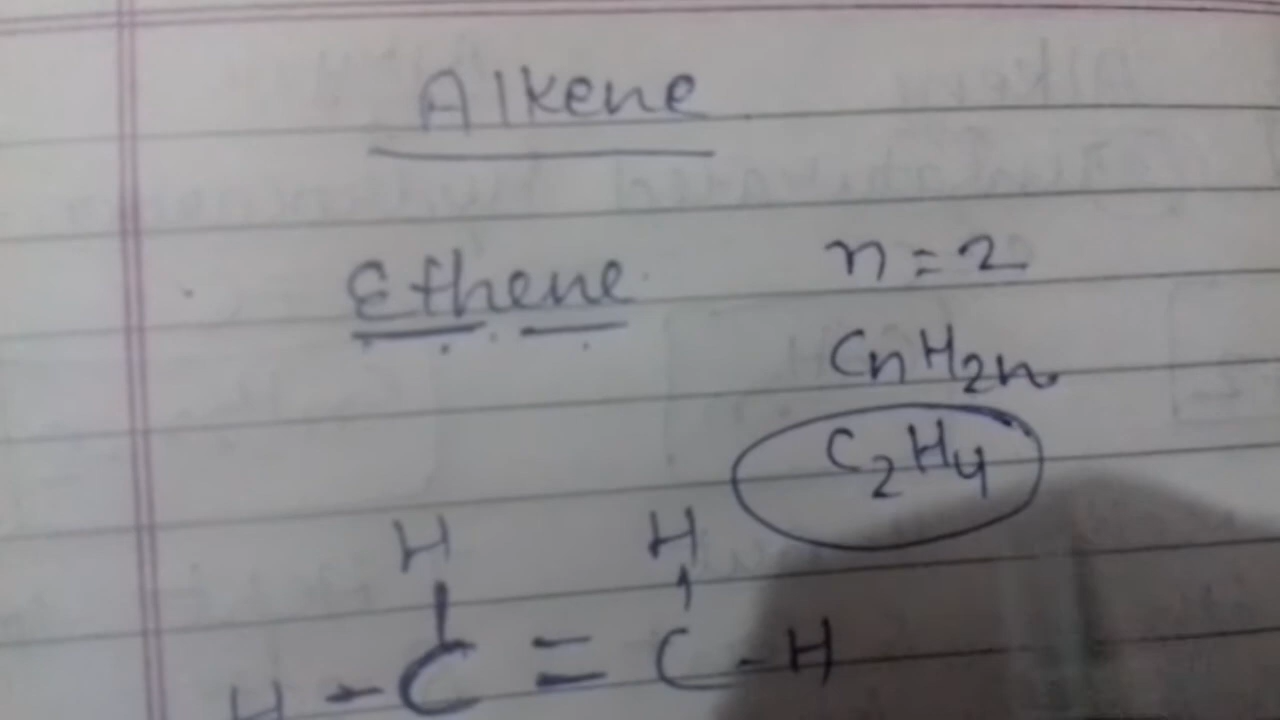 Alkene
Ethene n = 2
CnH2n
C2H4
H H
H - C = C - H